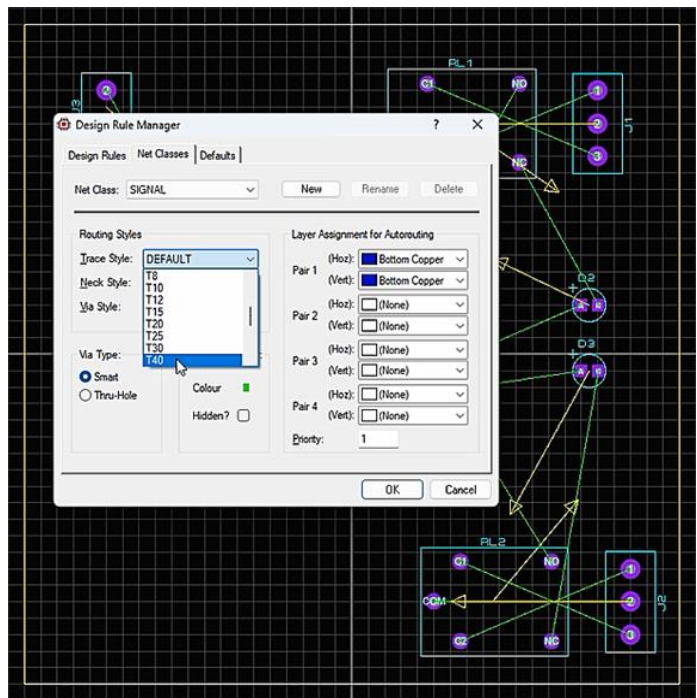 RL1
2
J3
C1
NO
1
2
3
J1
NC
Design Rule Manager ? ×
Design Rules Net Classes Defaults
Net Class: SIGNAL New Rename Delete
Routing Styles
Trace Style: DEFAULT
T8
T10
T12
T15
T20
T25
T30
T40
Neck Style:
Via Style:
Via Type:
Smart
Thru-Hole
Colour
Hidden?
Layer Assignment for Autorouting
Pair 1 (Hoz): Bottom Copper
(Vert): Bottom Copper
Pair 2 (Hoz): (None)
(Vert): (None)
Pair 3 (Hoz): (None)
(Vert): (None)
Pair 4 (Hoz): (None)
(Vert): (None)
Priority: 1
OK Cancel
D2
+
A K
D3
+
A K
RL2
C1 NO
COM
C2 NC
1
2
3
J2